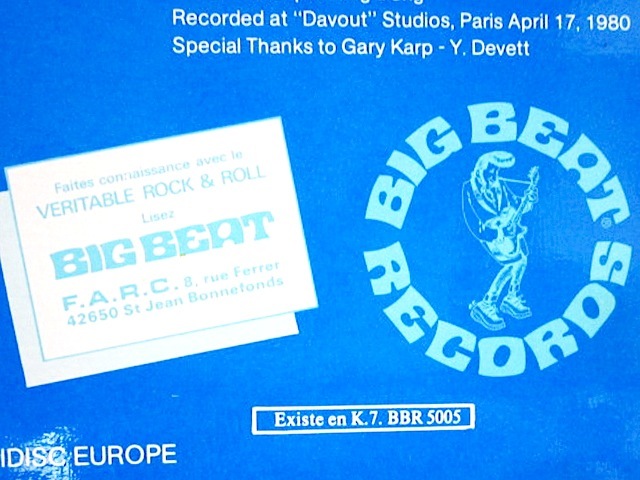 Recorded at "Davout" Studios, Paris April 17, 1980
Special Thanks to Gary Karp - Y. Devett
Faites connaissance avec le
VERITABLE ROCK & ROLL
Lisez
BIG BEAT
F.A.R.C. 8, rue Ferrer
42650 St Jean Bonnefonds
BIG BEAT
RECORDS
®
Existe en K.7. BBR 5005
IDISC EUROPE